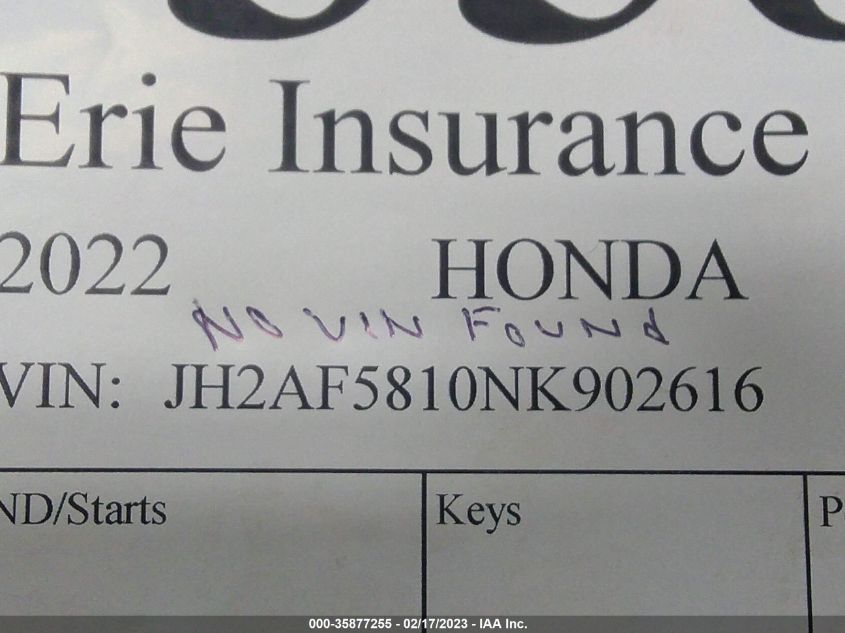 Erie Insurance
2022 HONDA
NO VIN FOUNd
VIN: JH2AF5810NK902616
ND/Starts Keys P
000-35877255 - 02/17/2023 - IAA Inc.